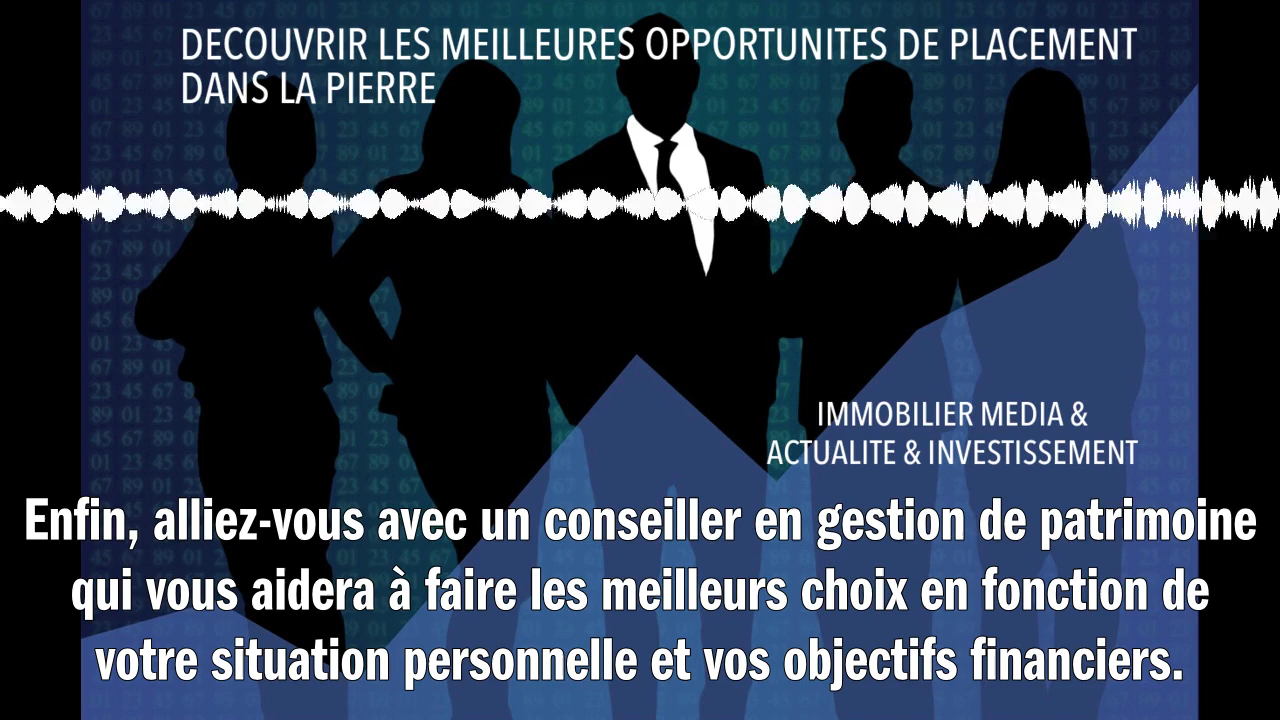 DECOUVRIR LES MEILLEURES OPPORTUNITES DE PLACEMENT
DANS LA PIERRE
IMMOBILIER MEDIA &
ACTUALITE & INVESTISSEMENT
Enfin, alliez-vous avec un conseiller en gestion de patrimoine
qui vous aidera à faire les meilleurs choix en fonction de
votre situation personnelle et vos objectifs financiers.